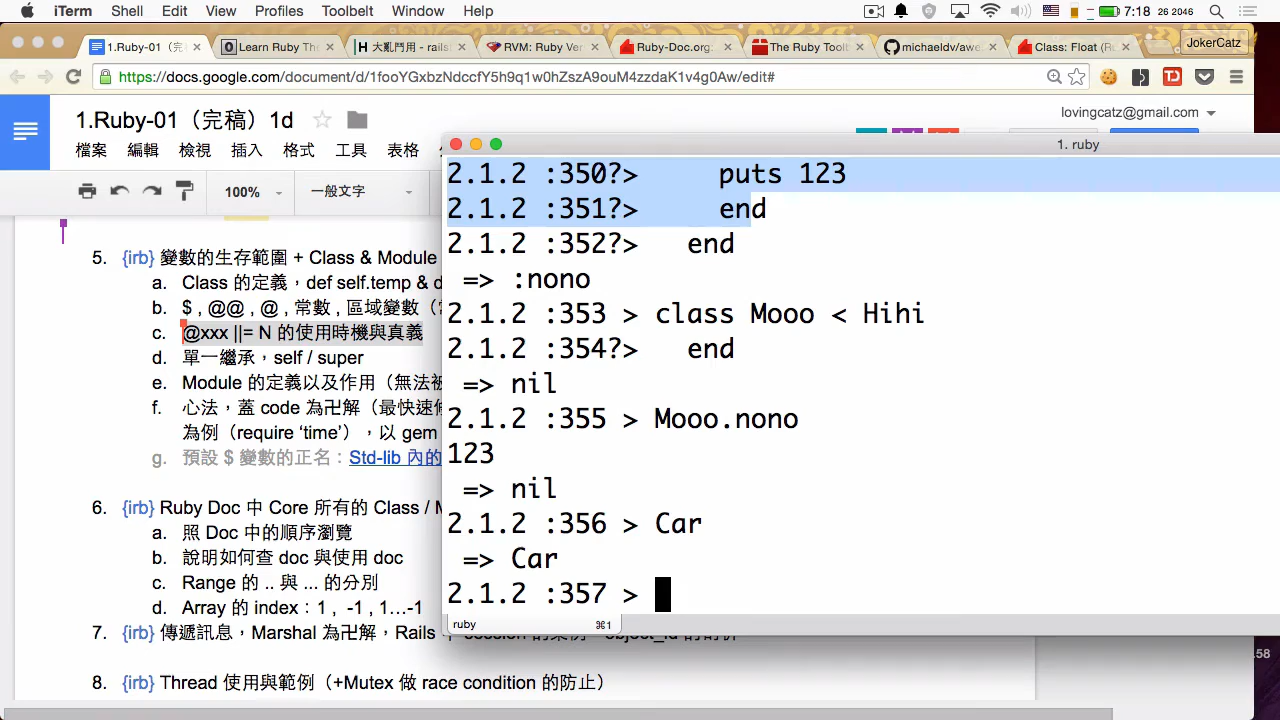 iTerm Shell Edit View Profiles Toolbelt Window Help 7:18 26 2046
1.Ruby-01（完 Learn Ruby The 大亂鬥用 - rails RVM: Ruby Ver Ruby-Doc.org The Ruby Toolb michaeldv/awe Class: Float (Ru JokerCatz
1.Ruby-01（完稿）1d
lovingcatz@gmail.com
檔案 編輯 檢視 插入 格式 工具 表格
100% 一般文字
5. {irb} 變數的生存範圍 + Class & Module
a. Class 的定義，def self.temp & d
b. $ , @@ , @ , 常數 , 區域變數（
c. @xxx ||= N 的使用時機與真義
d. 單一繼承，self / super
e. Module 的定義以及作用（無法被
f. 心法，蓋 code 為卍解（最快速
為例（require ‘time’），以 gem
g. 預設 $ 變數的正名：Std-lib 內的
6. {irb} Ruby Doc 中 Core 所有的 Class / M
a. 照 Doc 中的順序瀏覽
b. 說明如何查 doc 與使用 doc
c. Range 的 .. 與 ... 的分別
d. Array 的 index：1 , -1 , 1…-1
7. {irb} 傳遞訊息，Marshal 為卍解，Rails
8. {irb} Thread 使用與範例（+Mutex 做 race condition 的防止）
1. ruby
2.1.2 :350?> puts 123
2.1.2 :351?> end
2.1.2 :352?> end
=> :nono
2.1.2 :353 > class Mooo < Hihi
2.1.2 :354?> end
=> nil
2.1.2 :355 > Mooo.nono
123
=> nil
2.1.2 :356 > Car
=> Car
2.1.2 :357 >
ruby ⌘1
58